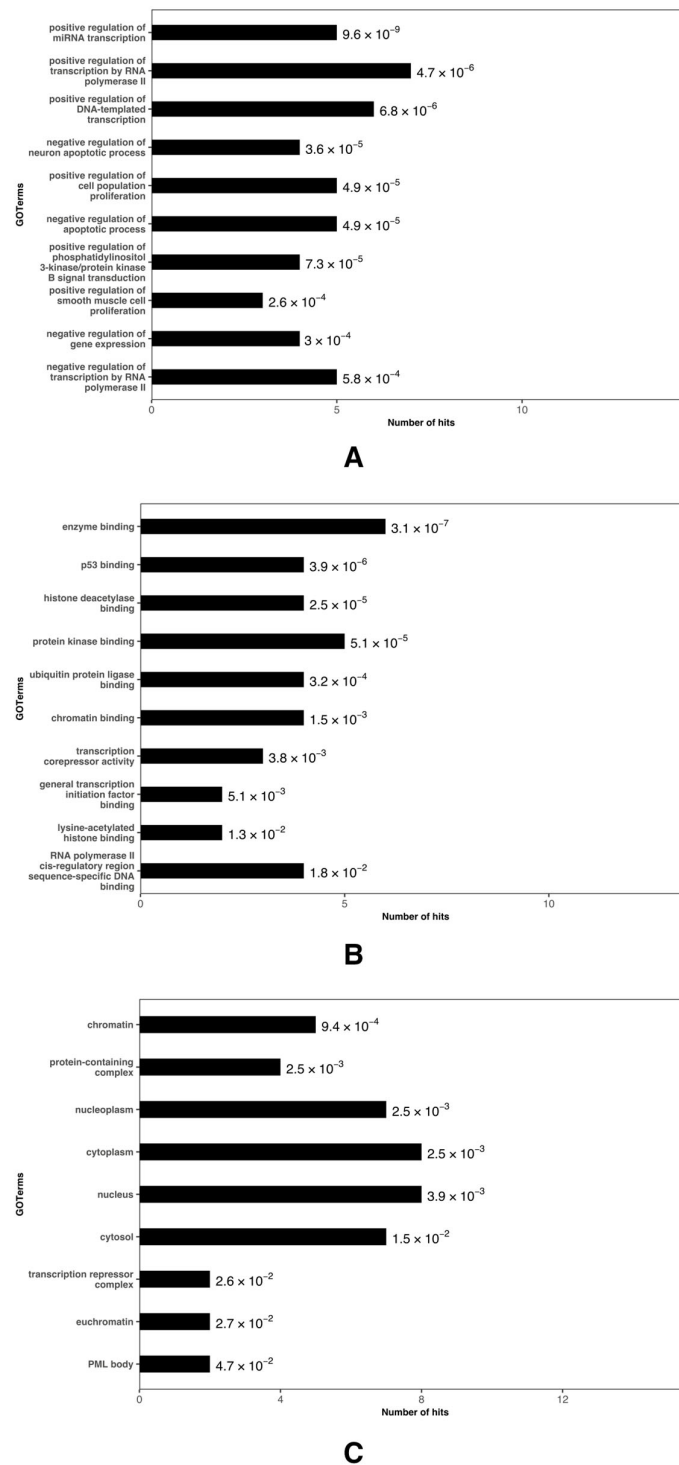 positive regulation of
miRNA transcription
9.6 × 10⁻⁹
positive regulation of
transcription by RNA
polymerase II
4.7 × 10⁻⁶
positive regulation of
DNA-templated
transcription
6.8 × 10⁻⁶
negative regulation of
neuron apoptotic process
3.6 × 10⁻⁵
positive regulation of
cell population
proliferation
4.9 × 10⁻⁵
negative regulation of
apoptotic process
4.9 × 10⁻⁵
positive regulation of
phosphatidylinositol
3-kinase/protein kinase
B signal transduction
7.3 × 10⁻⁵
positive regulation of
smooth muscle cell
proliferation
2.6 × 10⁻⁴
negative regulation of
gene expression
3 × 10⁻⁴
negative regulation of
transcription by RNA
polymerase II
5.8 × 10⁻⁴
GOTerms
0 5 10
Number of hits
A
enzyme binding
3.1 × 10⁻⁷
p53 binding
3.9 × 10⁻⁶
histone deacetylase
binding
2.5 × 10⁻⁵
protein kinase binding
5.1 × 10⁻⁵
ubiquitin protein ligase
binding
3.2 × 10⁻⁴
chromatin binding
1.5 × 10⁻³
transcription
corepressor activity
3.8 × 10⁻³
general transcription
initiation factor
binding
5.1 × 10⁻³
lysine-acetylated
histone binding
1.3 × 10⁻²
RNA polymerase II
cis-regulatory region
sequence-specific DNA
binding
1.8 × 10⁻²
GOTerms
0 5 10
Number of hits
B
chromatin
9.4 × 10⁻⁴
protein-containing
complex
2.5 × 10⁻³
nucleoplasm
2.5 × 10⁻³
cytoplasm
2.5 × 10⁻³
nucleus
3.9 × 10⁻³
cytosol
1.5 × 10⁻²
transcription repressor
complex
2.6 × 10⁻²
euchromatin
2.7 × 10⁻²
PML body
4.7 × 10⁻²
GOTerms
0 4 8 12
Number of hits
C